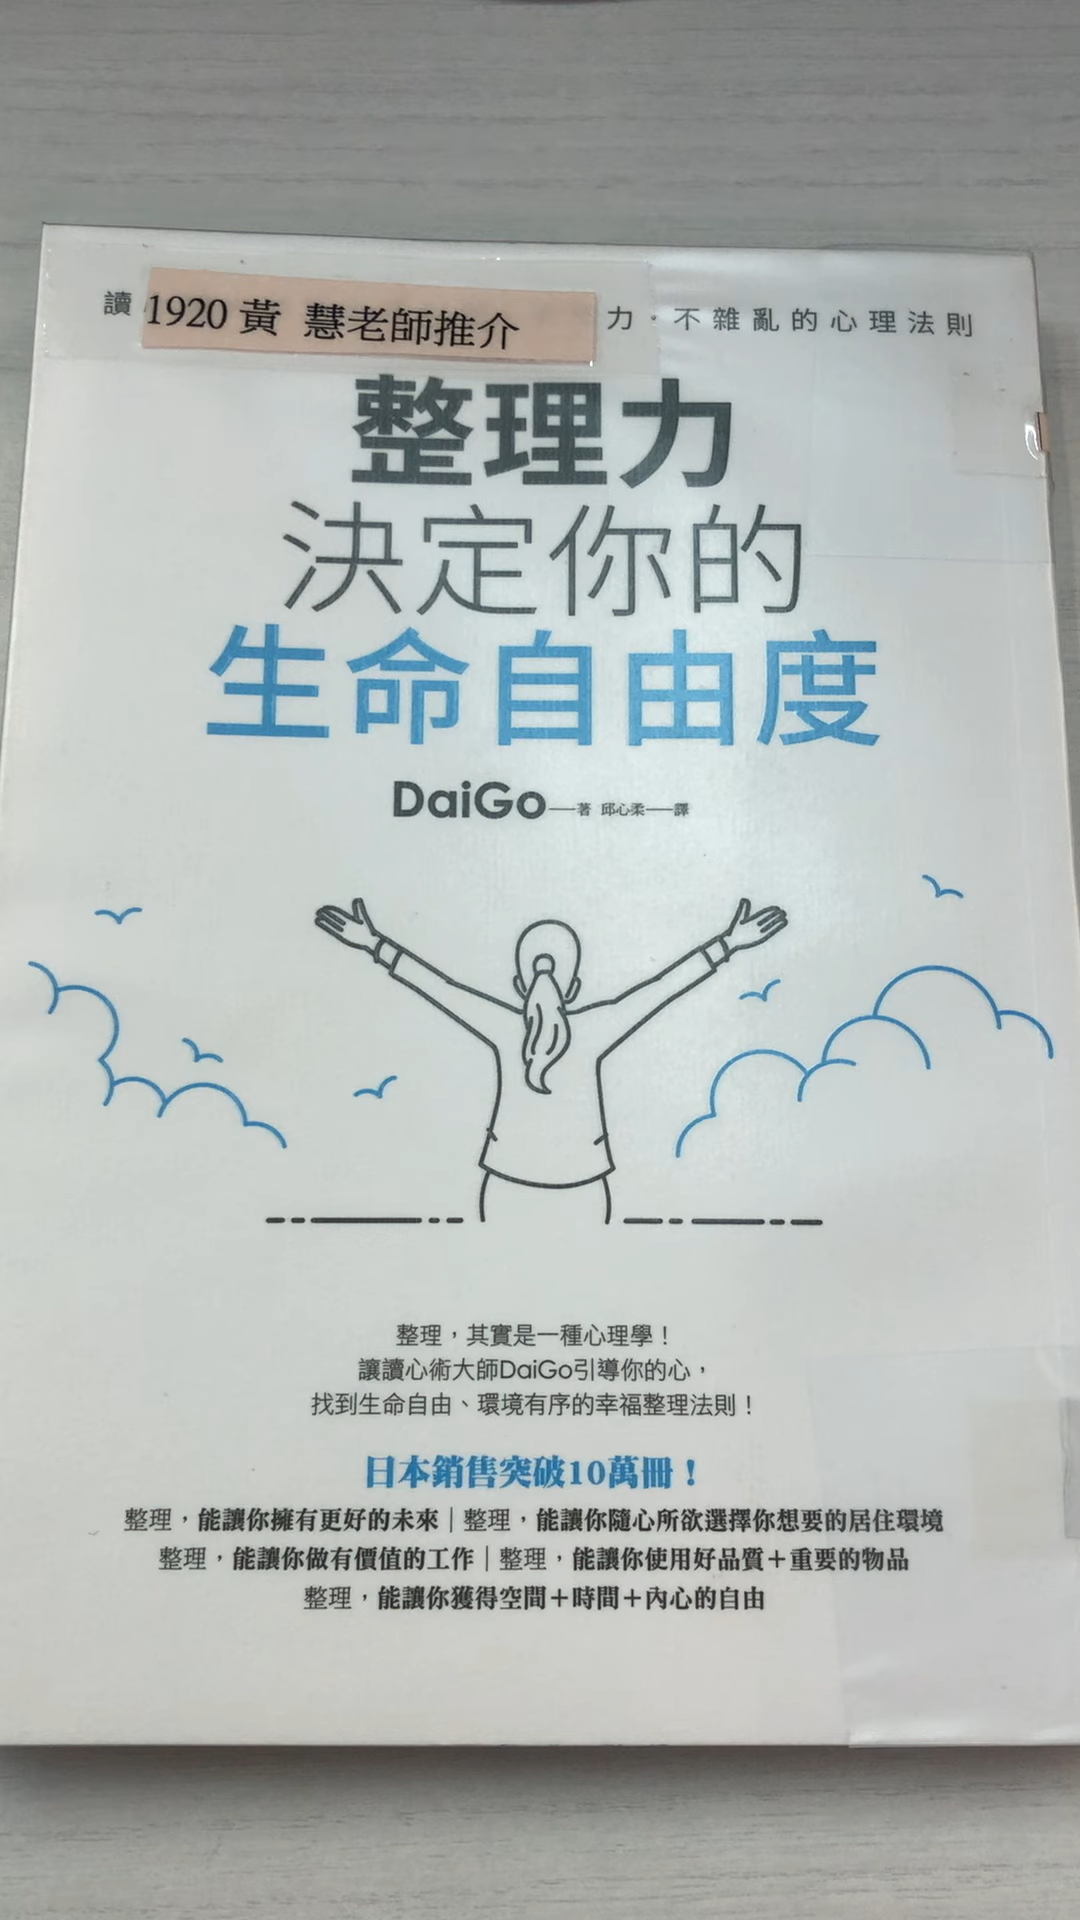 讀
1920 黃 慧老師推介
力・不雜亂的心理法則
整理力
決定你的
生命自由度
DaiGo—著 邱心柔—譯
整理，其實是一種心理學！
讓讀心術大師DaiGo引導你的心，
找到生命自由、環境有序的幸福整理法則！
日本銷售突破10萬冊！
整理，能讓你擁有更好的未來｜整理，能讓你隨心所欲選擇你想要的居住環境
整理，能讓你做有價值的工作｜整理，能讓你使用好品質＋重要的物品
整理，能讓你獲得空間＋時間＋內心的自由